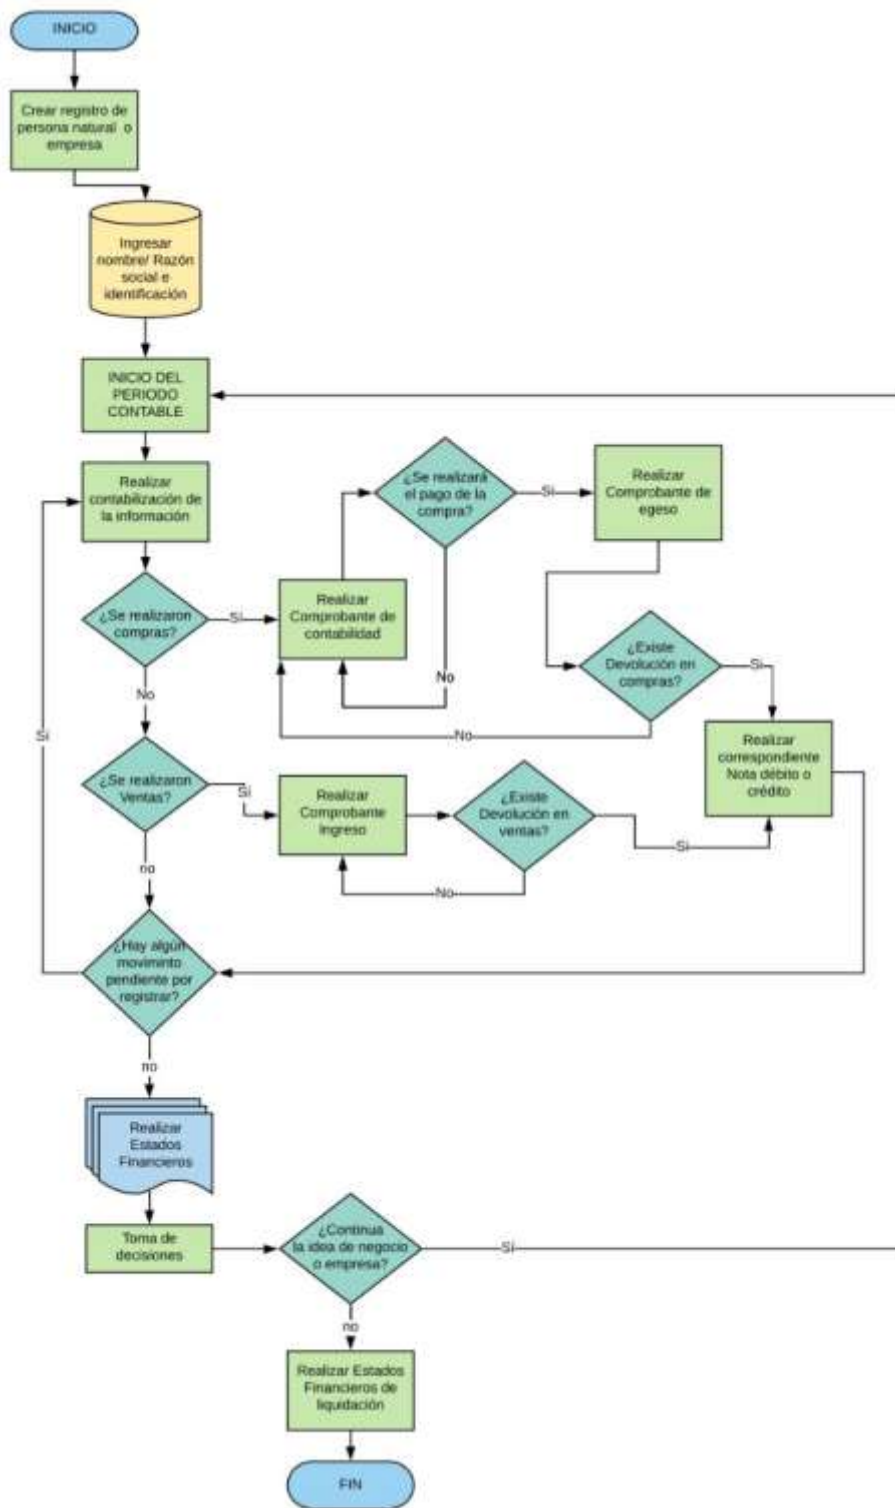 INICIO
Crear registro de
persona natural o
empresa
Ingresar
nombre/ Razón
social e
identificación
INICIO DEL
PERIODO
CONTABLE
Realizar
contabilización de
la información
¿Se realizará
el pago de la
compra?
Si
Realizar
Comprobante de
egeso
¿Se realizaron
compras?
Si
Realizar
Comprobante de
contabilidad
No
¿Existe
Devolución en
compras?
Si
No
No
Si
¿Se realizaron
Ventas?
Si
Realizar
Comprobante
Ingreso
¿Existe
Devolución en
ventas?
Realizar
correspondiente
Nota débito o
crédito
Si
No
no
¿Hay algún
moviminto
pendiente por
registrar?
no
Realizar
Estados
Financieros
Toma de
decisiones
¿Continua
la idea de negocio
o empresa?
Si
no
Realizar Estados
Financieros de
liquidación
FIN